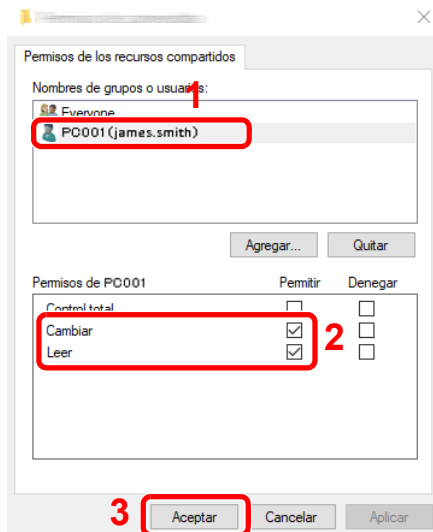 Permisos de los recursos compartidos
Nombres de grupos o usuarios:
1
Everyone
PC001(james.smith)
Agregar... Quitar
Permisos de PC001 Permitir Denegar
Control total
Cambiar
Leer
2
3
Aceptar Cancelar Aplicar